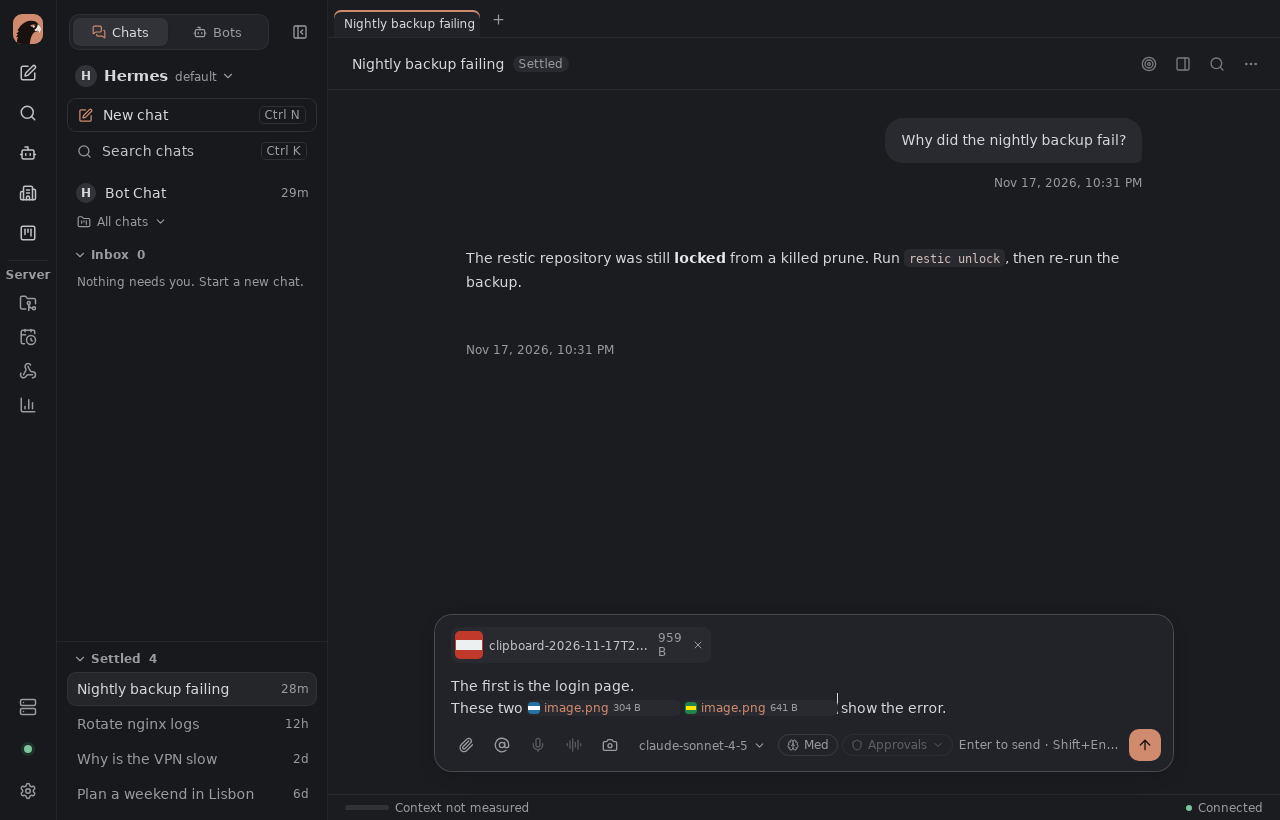 Chats
Bots
H Hermes default
New chat Ctrl N
Search chats Ctrl K
H Bot Chat 29m
All chats
Inbox 0
Nothing needs you. Start a new chat.
Server
Settled 4
Nightly backup failing 28m
Rotate nginx logs 12h
Why is the VPN slow 2d
Plan a weekend in Lisbon 6d
Nightly backup failing
Nightly backup failing Settled
Why did the nightly backup fail?
Nov 17, 2026, 10:31 PM
The restic repository was still locked from a killed prune. Run restic unlock, then re-run the
backup.
Nov 17, 2026, 10:31 PM
clipboard-2026-11-17T2... 959 B
The first is the login page.
These two image.png 304 B image.png 641 B show the error.
claude-sonnet-4-5 Med Approvals Enter to send · Shift+En...
Context not measured
Connected